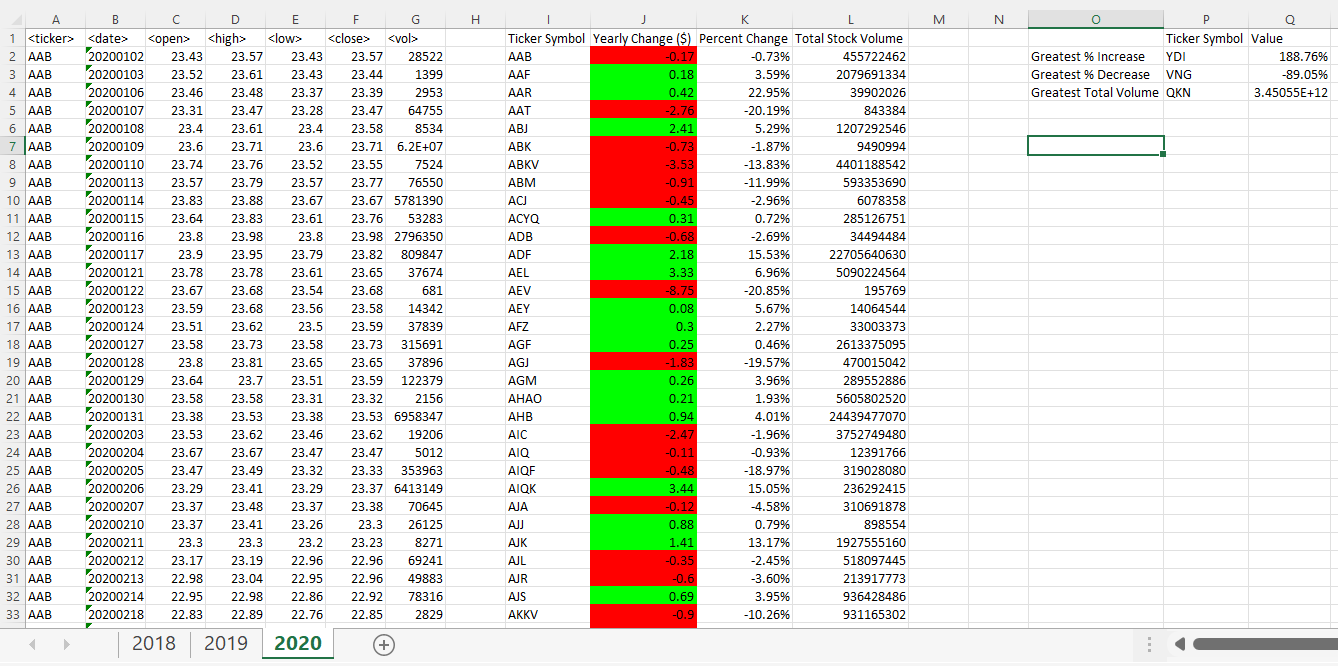 A B C D E F G H I J K L M N O P Q
1 <ticker> <date> <open> <high> <low> <close> <vol> Ticker Symbol Yearly Change ($) Percent Change Total Stock Volume Ticker Symbol Value
2 AAB 20200102 23.43 23.57 23.43 23.57 28522 AAB -0.17 -0.73% 455722462 Greatest % Increase YDI 188.76%
3 AAB 20200103 23.52 23.61 23.43 23.44 1399 AAF 0.18 3.59% 2079691334 Greatest % Decrease VNG -89.05%
4 AAB 20200106 23.46 23.48 23.37 23.39 2953 AAR 0.42 22.95% 39902026 Greatest Total Volume QKN 3.45055E+12
5 AAB 20200107 23.31 23.47 23.28 23.47 64755 AAT -2.76 -20.19% 843384
6 AAB 20200108 23.4 23.61 23.4 23.58 8534 ABJ 2.41 5.29% 1207292546
7 AAB 20200109 23.6 23.71 23.6 23.71 6.2E+07 ABK -0.73 -1.87% 9490994
8 AAB 20200110 23.74 23.76 23.52 23.55 7524 ABKV -3.53 -13.83% 4401188542
9 AAB 20200113 23.57 23.79 23.57 23.77 76550 ABM -0.91 -11.99% 593353690
10 AAB 20200114 23.83 23.88 23.67 23.67 5781390 ACJ -0.45 -2.96% 6078358
11 AAB 20200115 23.64 23.83 23.61 23.76 53283 ACYQ 0.31 0.72% 285126751
12 AAB 20200116 23.8 23.98 23.8 23.98 2796350 ADB -0.68 -2.69% 34494484
13 AAB 20200117 23.9 23.95 23.79 23.82 809847 ADF 2.18 15.53% 22705640630
14 AAB 20200121 23.78 23.78 23.61 23.65 37674 AEL 3.33 6.96% 5090224564
15 AAB 20200122 23.67 23.68 23.54 23.68 681 AEV -8.75 -20.85% 195769
16 AAB 20200123 23.59 23.68 23.56 23.58 14342 AEY 0.08 5.67% 14064544
17 AAB 20200124 23.51 23.62 23.5 23.59 37839 AFZ 0.3 2.27% 33003373
18 AAB 20200127 23.58 23.73 23.58 23.73 315691 AGF 0.25 0.46% 2613375095
19 AAB 20200128 23.8 23.81 23.65 23.65 37896 AGJ -1.83 -19.57% 470015042
20 AAB 20200129 23.64 23.7 23.51 23.59 122379 AGM 0.26 3.96% 289552886
21 AAB 20200130 23.58 23.58 23.31 23.32 2156 AHAO 0.21 1.93% 5605802520
22 AAB 20200131 23.38 23.53 23.38 23.53 6958347 AHB 0.94 4.01% 24439477070
23 AAB 20200203 23.53 23.62 23.46 23.62 19206 AIC -2.47 -1.96% 3752749480
24 AAB 20200204 23.67 23.67 23.47 23.47 5012 AIQ -0.11 -0.93% 12391766
25 AAB 20200205 23.47 23.49 23.32 23.33 353963 AIQF -0.48 -18.97% 319028080
26 AAB 20200206 23.29 23.41 23.29 23.37 6413149 AIQK 3.44 15.05% 236292415
27 AAB 20200207 23.37 23.48 23.37 23.38 70645 AJA -0.12 -4.58% 310691878
28 AAB 20200210 23.37 23.41 23.26 23.3 26125 AJJ 0.88 0.79% 898554
29 AAB 20200211 23.3 23.3 23.2 23.23 8271 AJK 1.41 13.17% 1927555160
30 AAB 20200212 23.17 23.19 22.96 22.96 69241 AJL -0.35 -2.45% 518097445
31 AAB 20200213 22.98 23.04 22.95 22.96 49883 AJR -0.6 -3.60% 213917773
32 AAB 20200214 22.95 22.98 22.86 22.92 78316 AJS 0.69 3.95% 936428486
33 AAB 20200218 22.83 22.89 22.76 22.85 2829 AKKV -0.9 -10.26% 931165302
2018 2019 2020